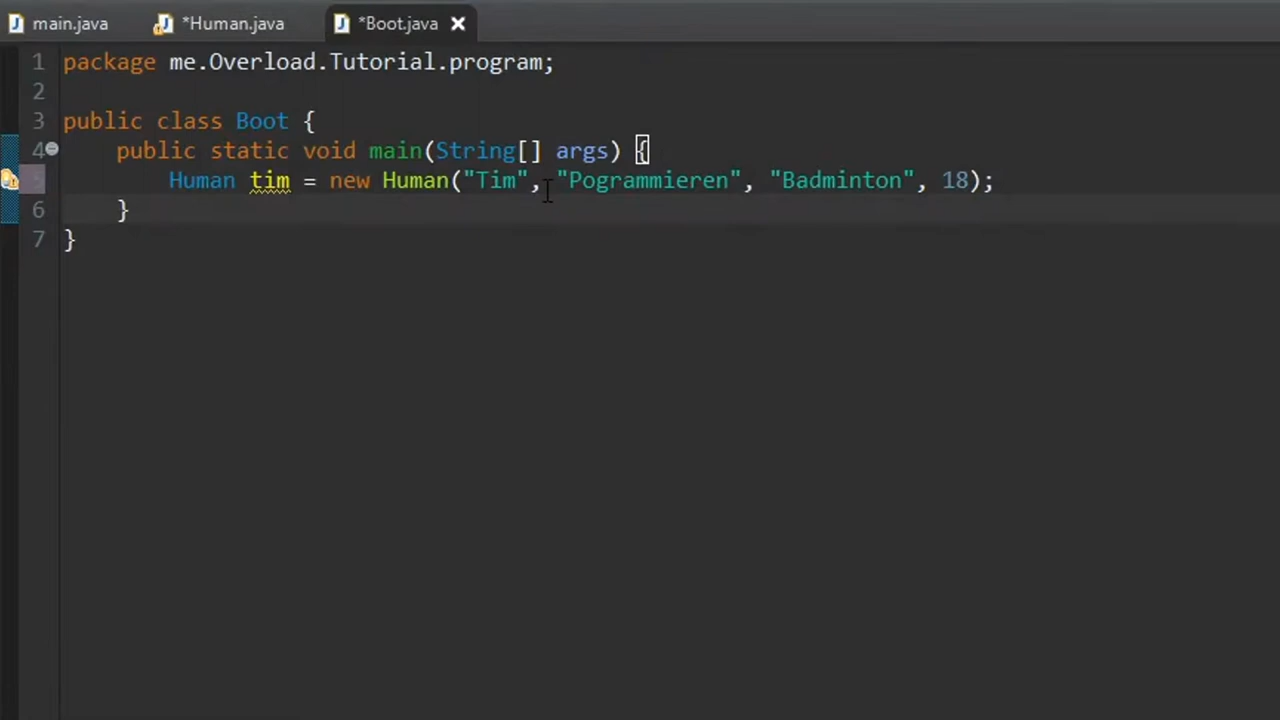 main.java *Human.java *Boot.java
1 package me.Overload.Tutorial.program;
2
3 public class Boot {
4 public static void main(String[] args) {
5 Human tim = new Human("Tim", "Pogrammieren", "Badminton", 18);
6 }
7 }